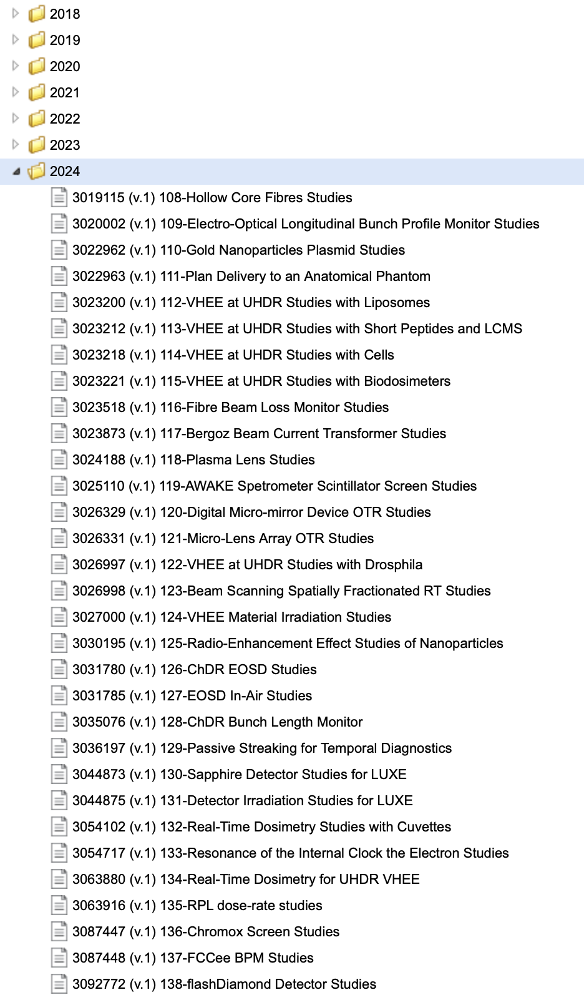 2018
2019
2020
2021
2022
2023
2024
3019115 (v.1) 108-Hollow Core Fibres Studies
3020002 (v.1) 109-Electro-Optical Longitudinal Bunch Profile Monitor Studies
3022962 (v.1) 110-Gold Nanoparticles Plasmid Studies
3022963 (v.1) 111-Plan Delivery to an Anatomical Phantom
3023200 (v.1) 112-VHEE at UHDR Studies with Liposomes
3023212 (v.1) 113-VHEE at UHDR Studies with Short Peptides and LCMS
3023218 (v.1) 114-VHEE at UHDR Studies with Cells
3023221 (v.1) 115-VHEE at UHDR Studies with Biodosimeters
3023518 (v.1) 116-Fibre Beam Loss Monitor Studies
3023873 (v.1) 117-Bergoz Beam Current Transformer Studies
3024188 (v.1) 118-Plasma Lens Studies
3025110 (v.1) 119-AWAKE Spetrometer Scintillator Screen Studies
3026329 (v.1) 120-Digital Micro-mirror Device OTR Studies
3026331 (v.1) 121-Micro-Lens Array OTR Studies
3026997 (v.1) 122-VHEE at UHDR Studies with Drosphila
3026998 (v.1) 123-Beam Scanning Spatially Fractionated RT Studies
3027000 (v.1) 124-VHEE Material Irradiation Studies
3030195 (v.1) 125-Radio-Enhancement Effect Studies of Nanoparticles
3031780 (v.1) 126-ChDR EOSD Studies
3031785 (v.1) 127-EOSD In-Air Studies
3035076 (v.1) 128-ChDR Bunch Length Monitor
3036197 (v.1) 129-Passive Streaking for Temporal Diagnostics
3044873 (v.1) 130-Sapphire Detector Studies for LUXE
3044875 (v.1) 131-Detector Irradiation Studies for LUXE
3054102 (v.1) 132-Real-Time Dosimetry Studies with Cuvettes
3054717 (v.1) 133-Resonance of the Internal Clock the Electron Studies
3063880 (v.1) 134-Real-Time Dosimetry for UHDR VHEE
3063916 (v.1) 135-RPL dose-rate studies
3087447 (v.1) 136-Chromox Screen Studies
3087448 (v.1) 137-FCCee BPM Studies
3092772 (v.1) 138-flashDiamond Detector Studies